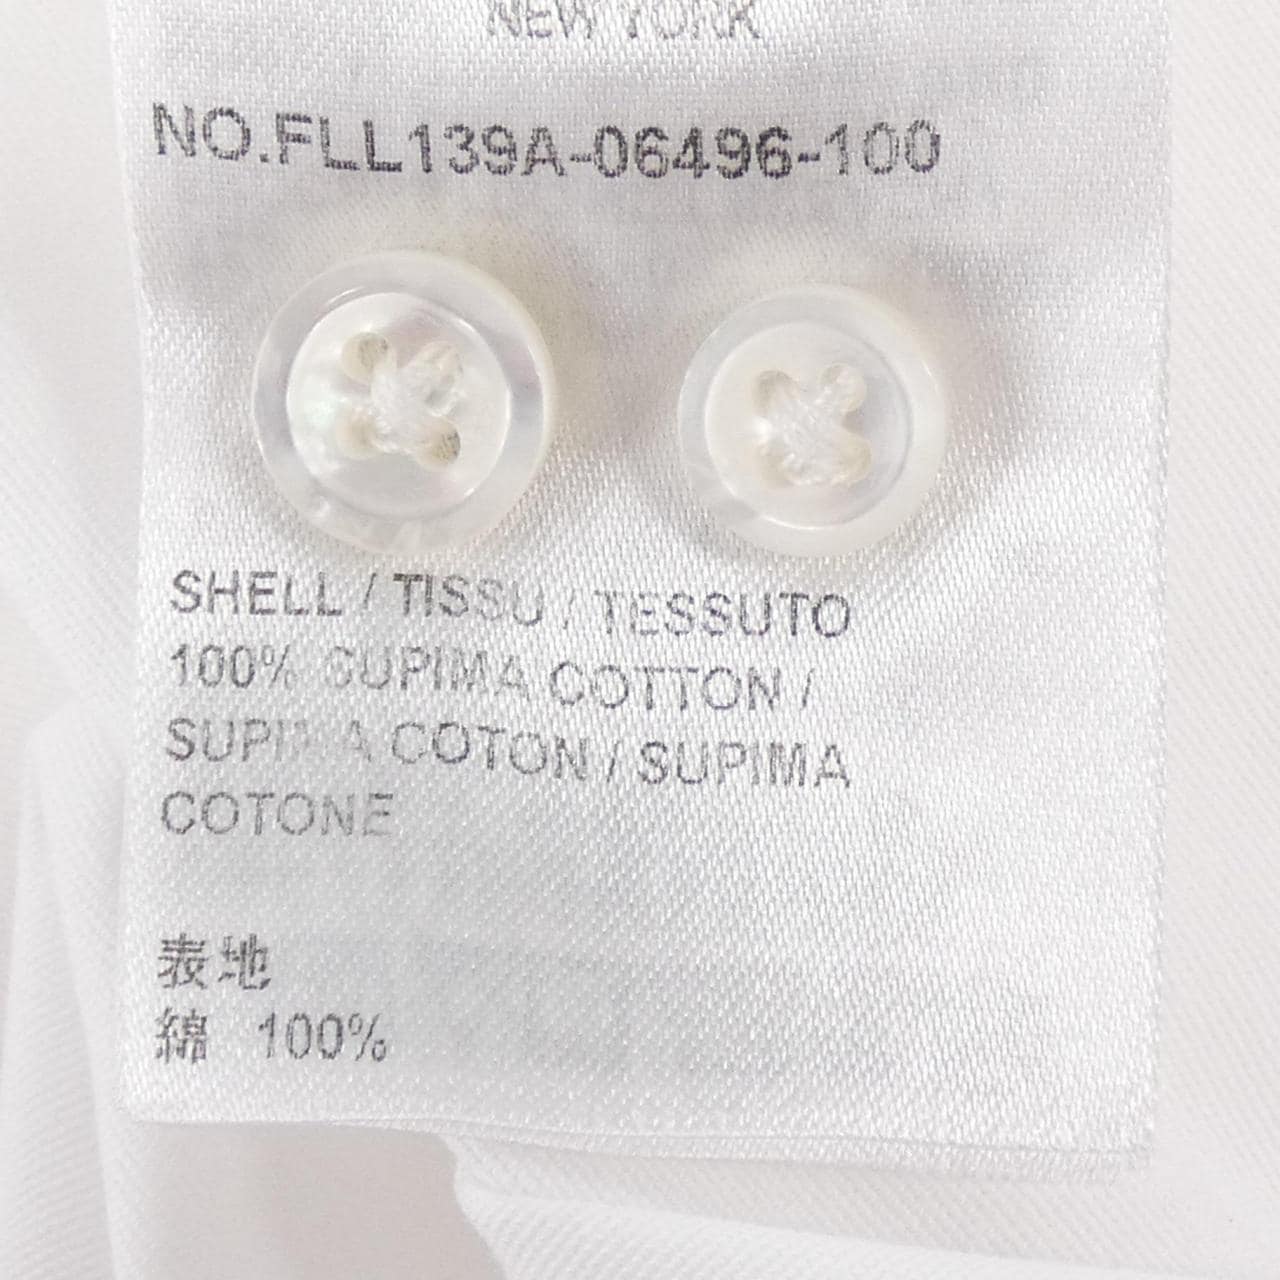 NEW YORK
NO.FLL139A-06496-100
SHELL / TISSU / TESSUTO
100% SUPIMA COTTON /
SUPIMA COTON / SUPIMA
COTONE
表地
綿 100%